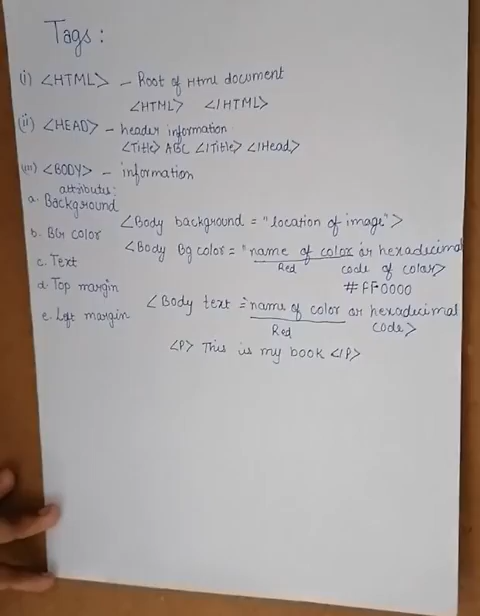 Tags :
(i) <HTML> - Root of Html document
<HTML> </HTML>
(ii) <HEAD> - header information
<Title> ABC </Title> </Head>
(iii) <BODY> - information
attributes:
a. Background
<Body background = "location of image">
b. BG color
<Body Bg color = "name of color or hexadecimal
Red code of color>
c. Text
#FF0000
d. Top margin
<Body text = name of color or hexadecimal
e. Left margin
Red code>
<P> This is my book </P>